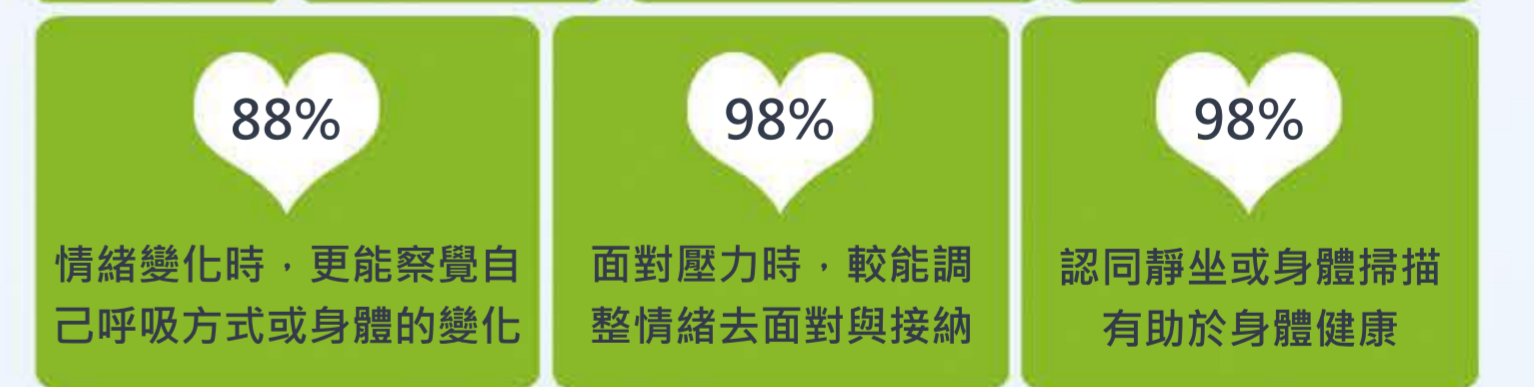 88%
情緒變化時，更能察覺自
己呼吸方式或身體的變化
98%
面對壓力時，較能調
整情緒去面對與接納
98%
認同靜坐或身體掃描
有助於身體健康